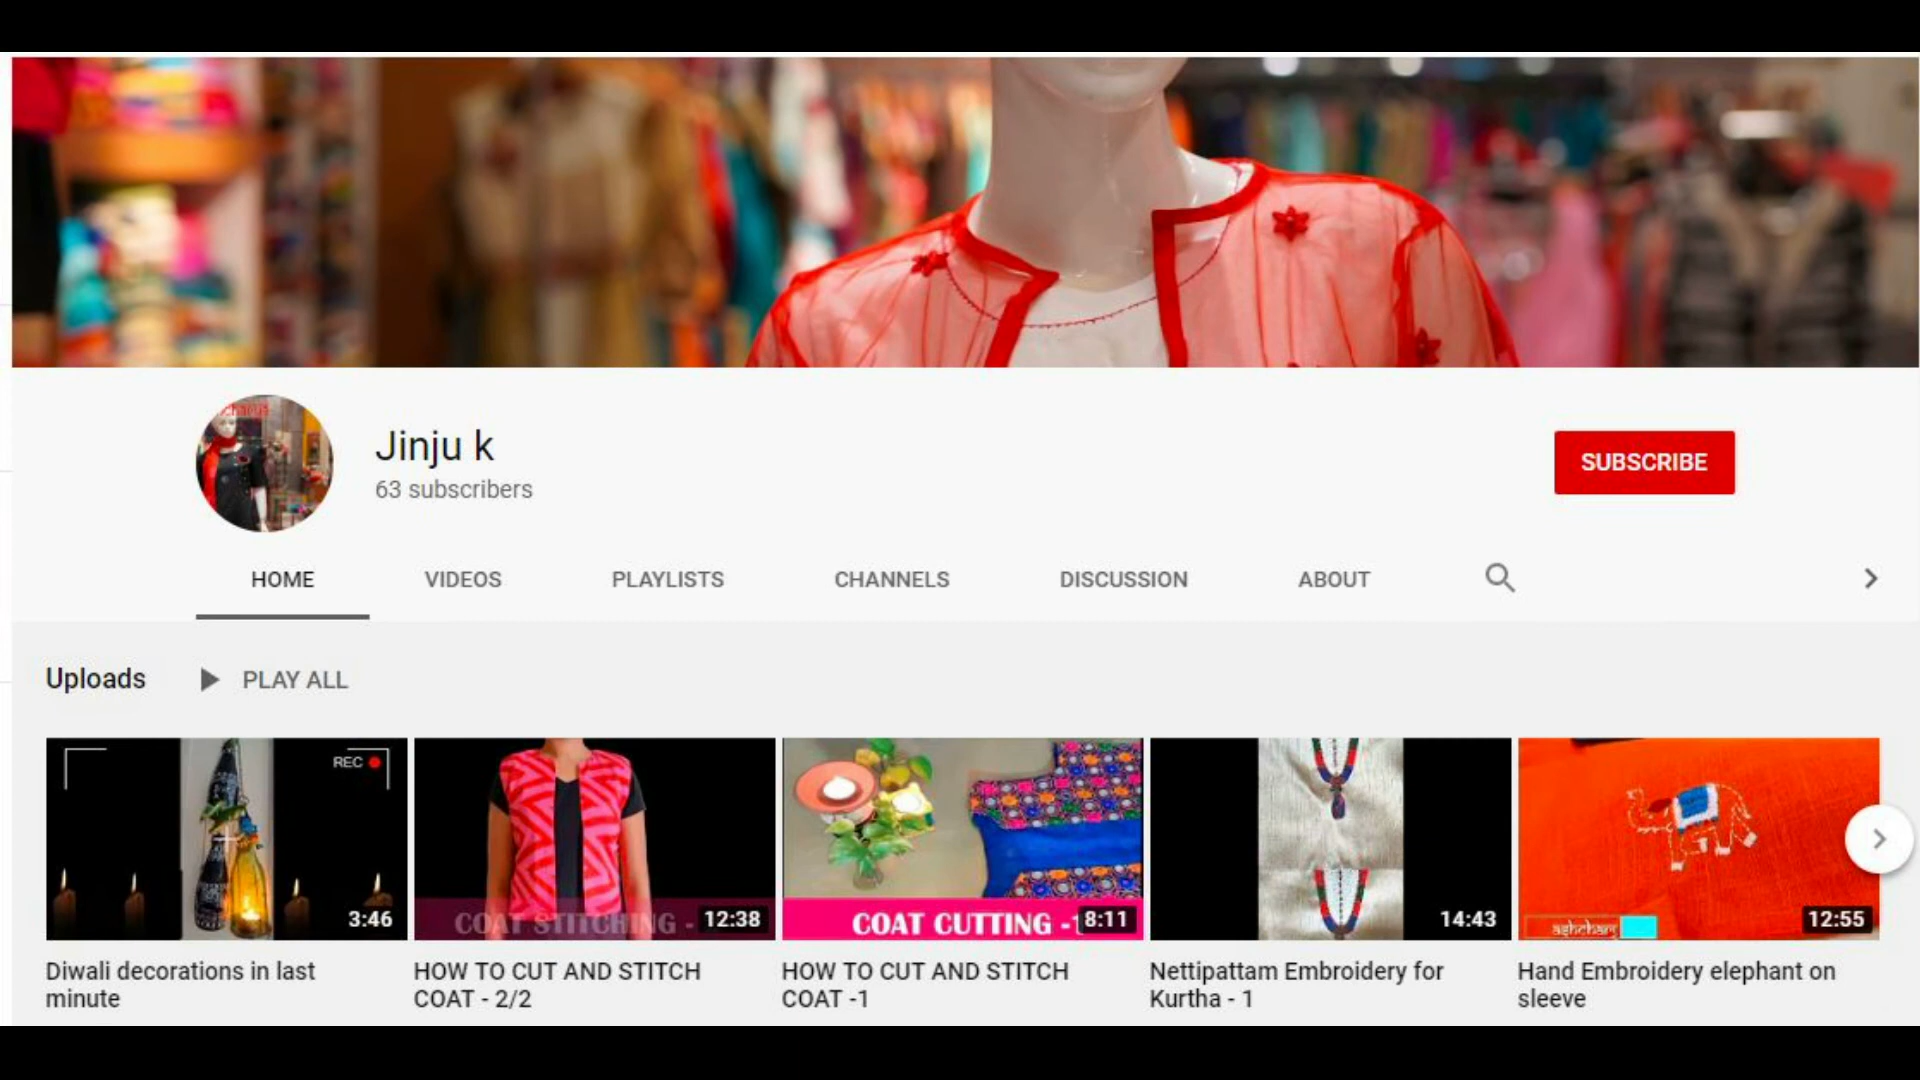 Jinju k
63 subscribers
SUBSCRIBE
HOME
VIDEOS
PLAYLISTS
CHANNELS
DISCUSSION
ABOUT
Uploads
PLAY ALL
REC
3:46
COAT STITCHING -
12:38
COAT CUTTING -1
8:11
14:43
12:55
Diwali decorations in last
minute
HOW TO CUT AND STITCH
COAT - 2/2
HOW TO CUT AND STITCH
COAT -1
Nettipattam Embroidery for
Kurtha - 1
Hand Embroidery elephant on
sleeve